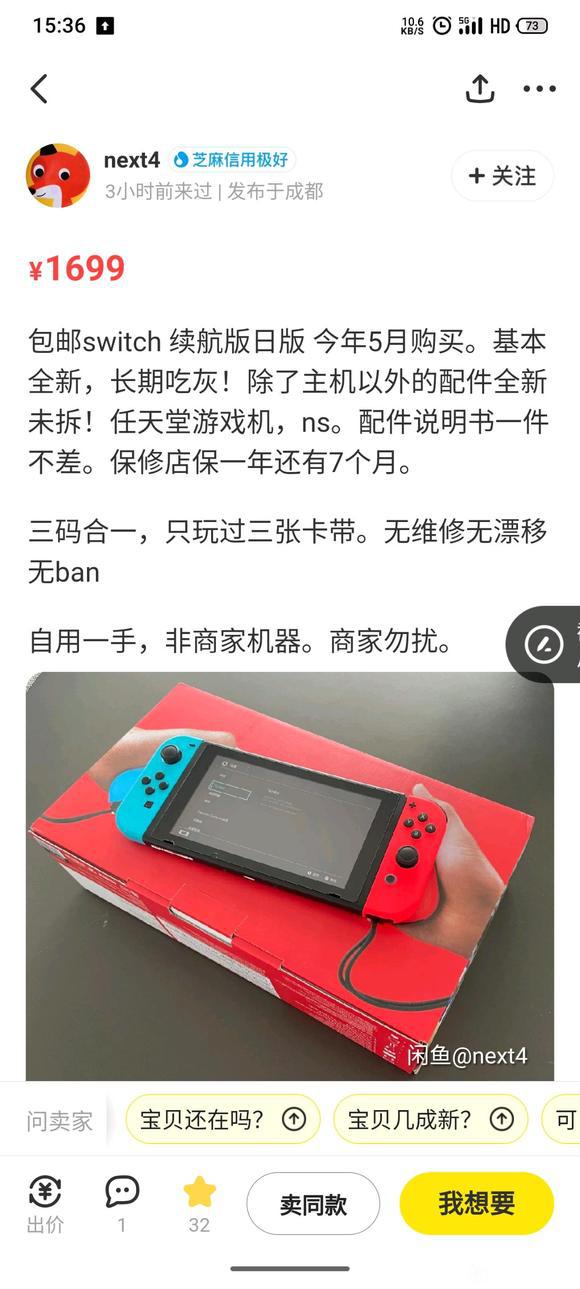 15:36
10.6 KB/S 5G HD 73
next4 芝麻信用极好
+ 关注
3小时前来过 | 发布于成都
¥1699
包邮switch 续航版日版 今年5月购买。基本
全新，长期吃灰！除了主机以外的配件全新
未拆！任天堂游戏机，ns。配件说明书一件
不差。保修店保一年还有7个月。
三码合一，只玩过三张卡带。无维修无漂移
无ban
自用一手，非商家机器。商家勿扰。
闲鱼@next4
问卖家 宝贝还在吗？ 宝贝几成新？ 可
出价 1 32 卖同款 我想要